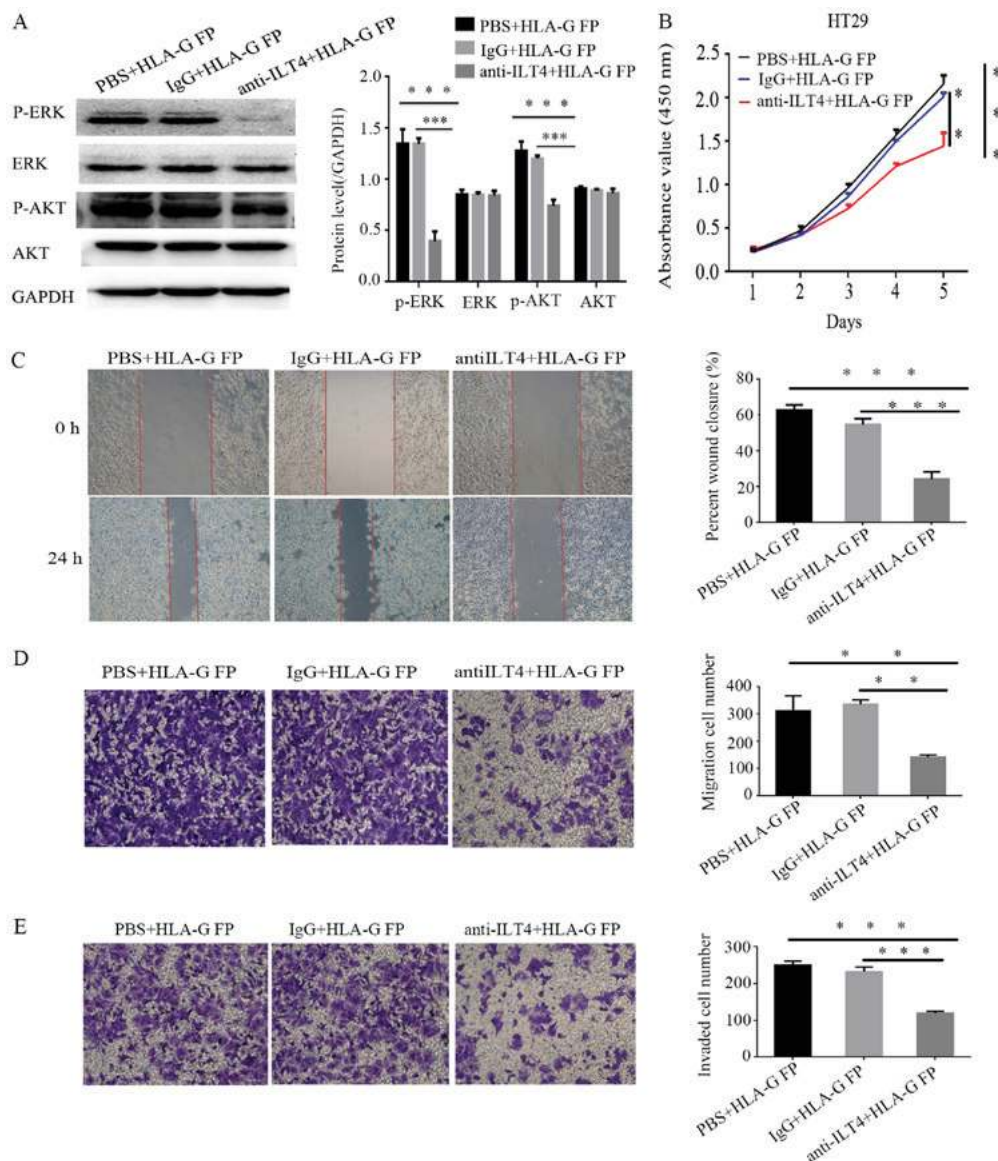 A
PBS+HLA-G FP
IgG+HLA-G FP
anti-ILT4+HLA-G FP
P-ERK
ERK
P-AKT
AKT
GAPDH
PBS+HLA-G FP
IgG+HLA-G FP
anti-ILT4+HLA-G FP
Protein level(/GAPDH)
2.0
1.5
1.0
0.5
0.0
* * *
***
* * *
***
p-ERK ERK p-AKT AKT
B
HT29
PBS+HLA-G FP
IgG+HLA-G FP
anti-ILT4+HLA-G FP
Absorbance value (450 nm)
2.5
2.0
1.5
1.0
0.5
0.0
*
*
*
*
*
1 2 3 4 5
Days
C
PBS+HLA-G FP IgG+HLA-G FP antiILT4+HLA-G FP
0 h
24 h
Percent wound closure (%)
80
60
40
20
0
* * *
* * *
PBS+HLA-G FP
IgG+HLA-G FP
anti-ILT4+HLA-G FP
D
PBS+HLA-G FP IgG+HLA-G FP antiILT4+HLA-G FP
Migration cell number
400
300
200
100
0
* *
* *
PBS+HLA-G FP
IgG+HLA-G FP
anti-ILT4+HLA-G FP
E
PBS+HLA-G FP IgG+HLA-G FP anti-ILT4+HLA-G FP
Invaded cell number
300
200
100
0
* * *
* * *
PBS+HLA-G FP
IgG+HLA-G FP
anti-ILT4+HLA-G FP